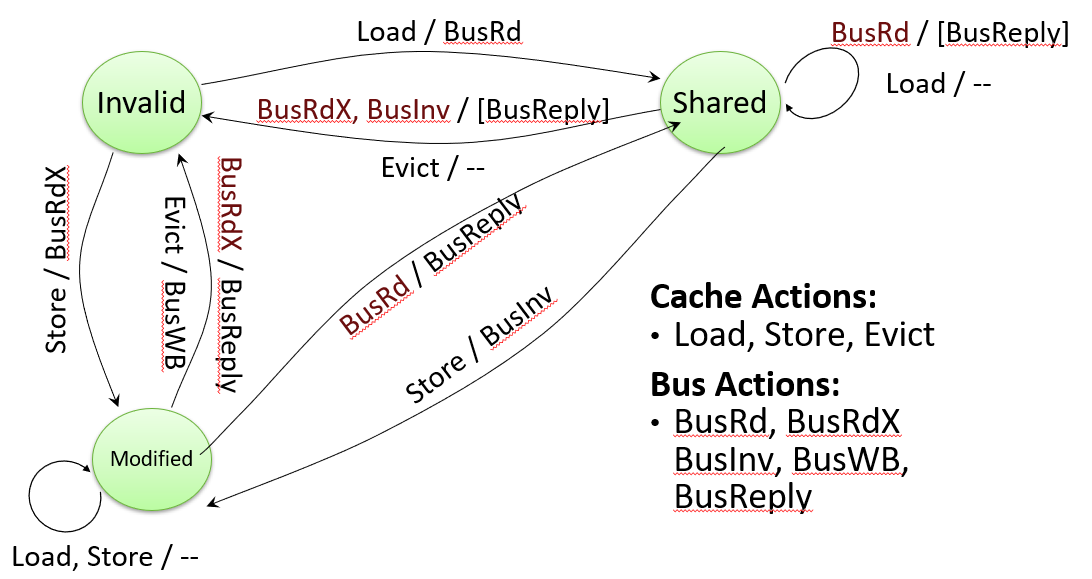 Load / BusRd
BusRd / [BusReply]
Load / --
Invalid
BusRdX, BusInv / [BusReply]
Shared
Evict / --
Store / BusRdX
Evict / BusWB
BusRdX / BusReply
BusRd / BusReply
Store / BusInv
Modified
Load, Store / --
Cache Actions:
• Load, Store, Evict
Bus Actions:
• BusRd, BusRdX
BusInv, BusWB,
BusReply